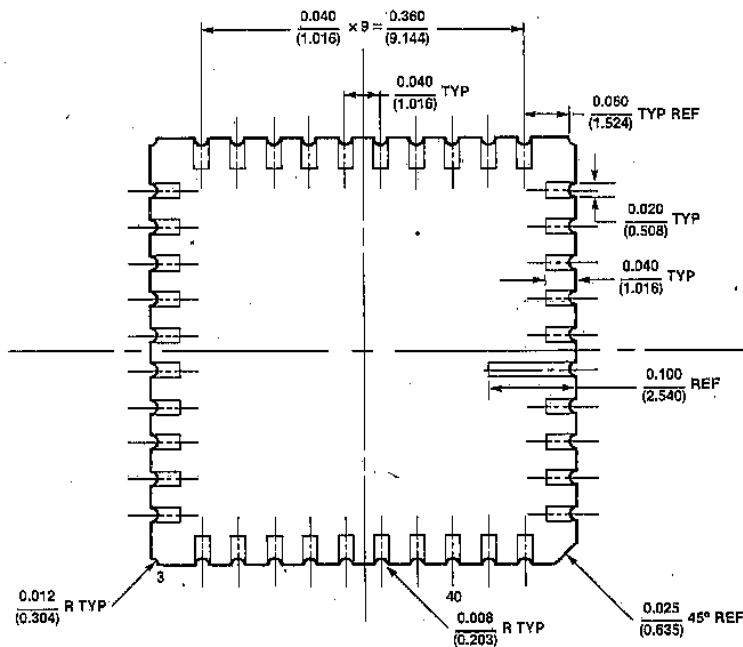 0.040
(1.016) × 9 = 0.360
(9.144)
0.040
(1.016) TYP
0.060
(1.524) TYP REF
0.020
(0.508) TYP
0.040
(1.016) TYP
0.100
(2.540) REF
3
40
0.012
(0.304) R TYP
0.008
(0.203) R TYP
0.025
(0.635) 45° REF